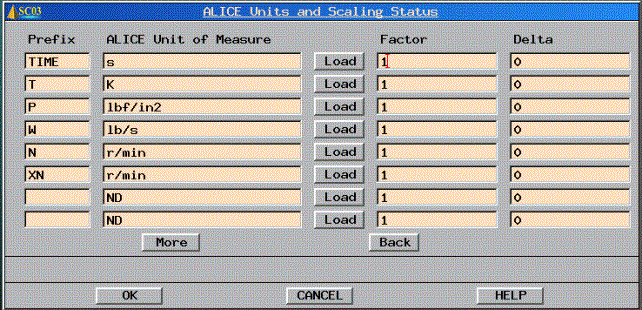 SC03 ALICE Units and Scaling Status
Prefix ALICE Unit of Measure Factor Delta
TIME s Load 1 0
T K Load 1 0
P lbf/in2 Load 1 0
W lb/s Load 1 0
N r/min Load 1 0
XN r/min Load 1 0
ND Load 1 0
ND Load 1 0
More Back
OK CANCEL HELP